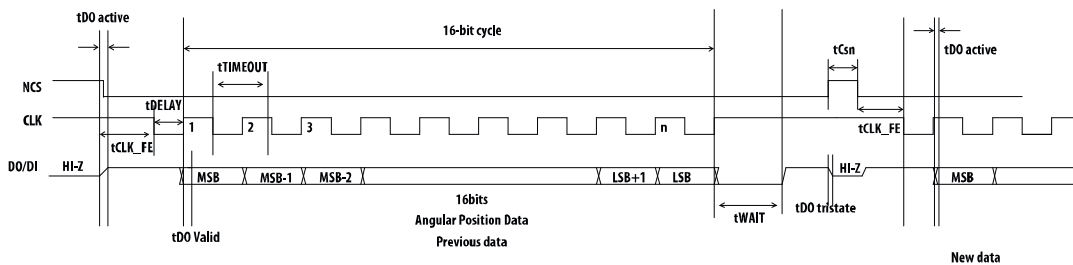 tDO active
16-bit cycle
tCsn
tDO active
tTIMEOUT
NCS
tDELAY
CLK
1
2
3
n
tCLK_FE
tCLK_FE
DO/DI
HI-Z
MSB
MSB-1
MSB-2
LSB+1
LSB
HI-Z
MSB
16bits
Angular Position Data
Previous data
tWAIT
tDO tristate
tDO Valid
New data